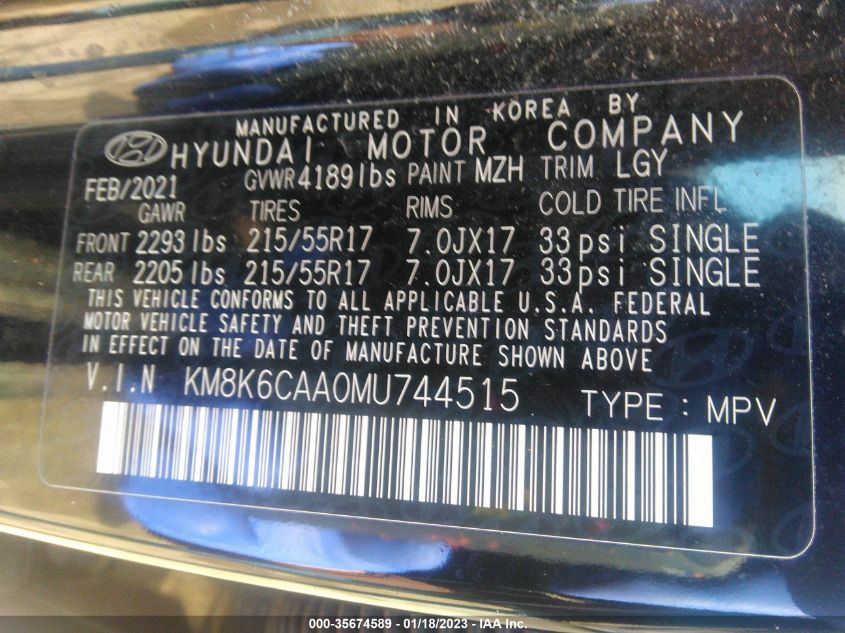 MANUFACTURED IN KOREA BY
HYUNDAI MOTOR COMPANY
FEB/2021 GVWR 4189 lbs PAINT MZH TRIM LGY
GAWR TIRES RIMS COLD TIRE INFL
FRONT 2293 lbs 215/55R17 7.0JX17 33psi SINGLE
REAR 2205 lbs 215/55R17 7.0JX17 33psi SINGLE
THIS VEHICLE CONFORMS TO ALL APPLICABLE U.S.A. FEDERAL
MOTOR VEHICLE SAFETY AND THEFT PREVENTION STANDARDS
IN EFFECT ON THE DATE OF MANUFACTURE SHOWN ABOVE
V.I.N KM8K6CAA0MU744515 TYPE : MPV
000-35674589 - 01/18/2023 - IAA Inc.